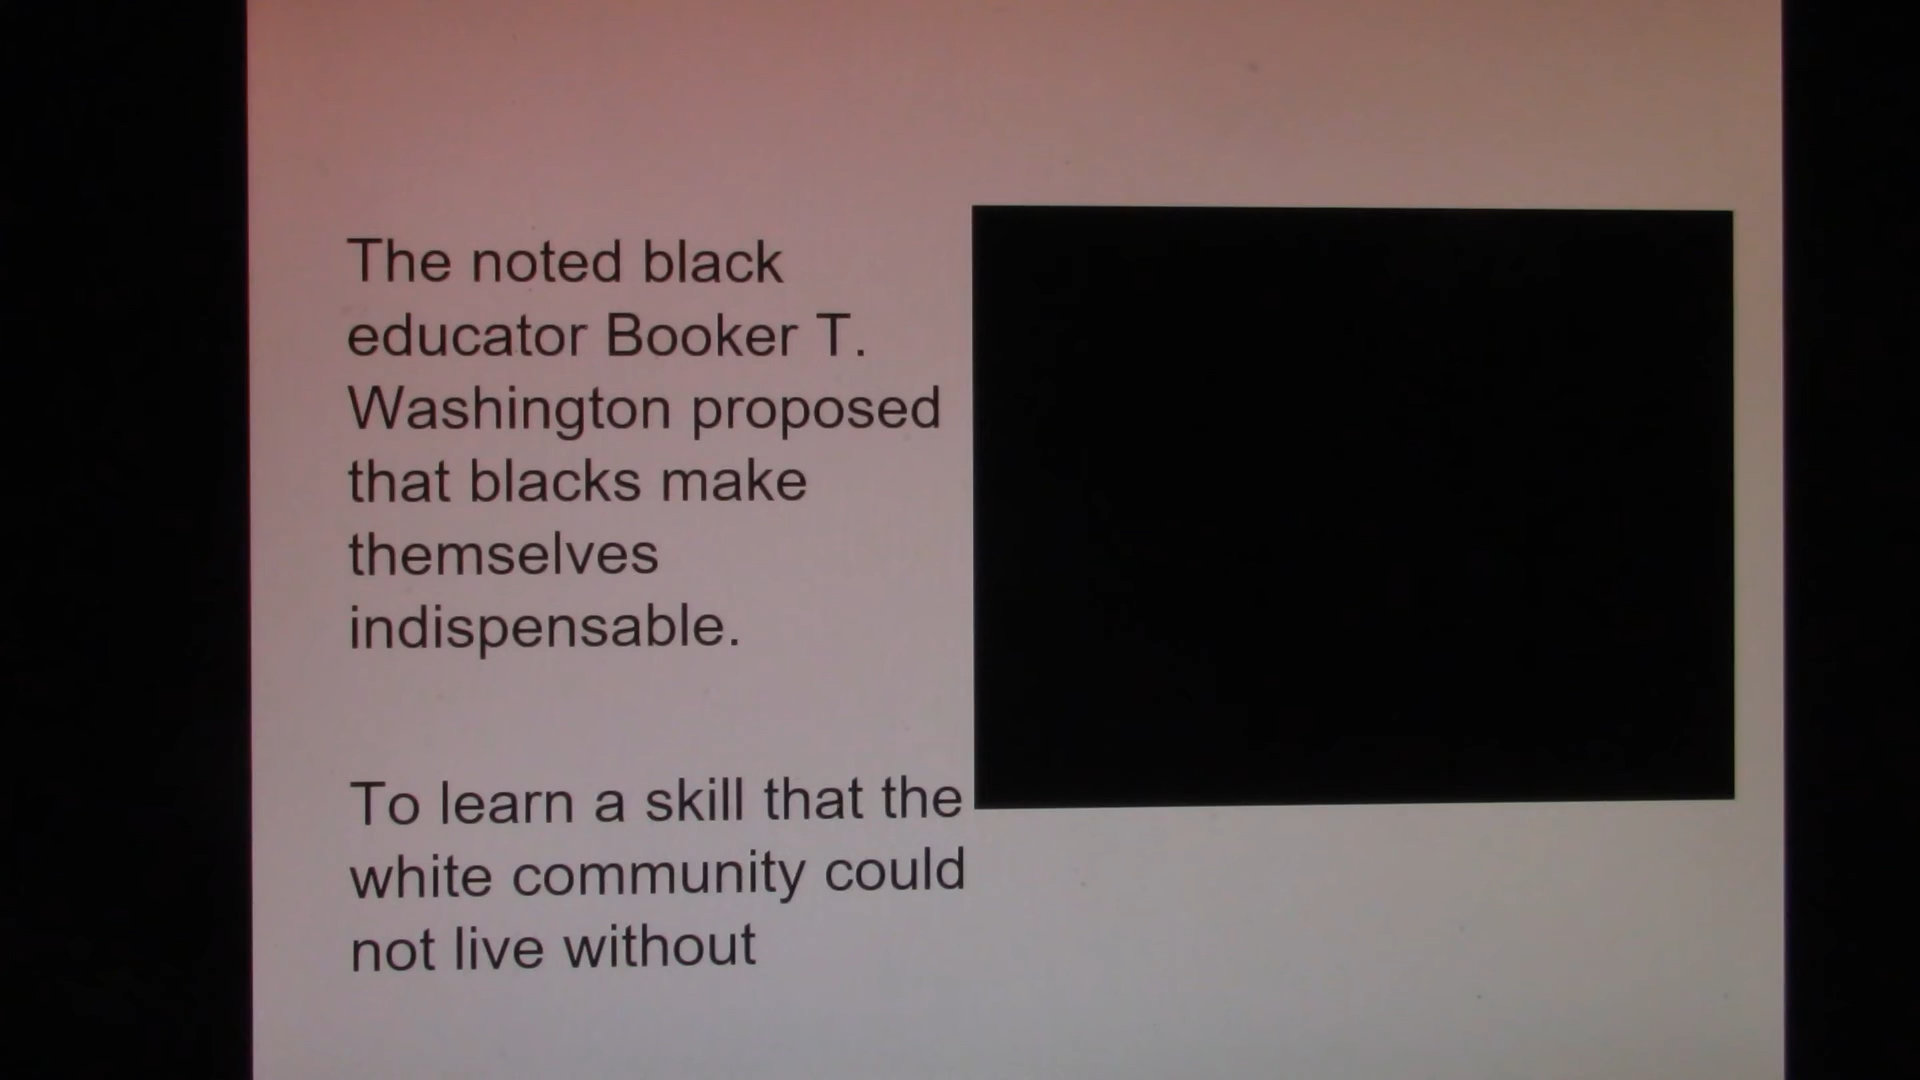 The noted black
educator Booker T.
Washington proposed
that blacks make
themselves
indispensable.
To learn a skill that the
white community could
not live without